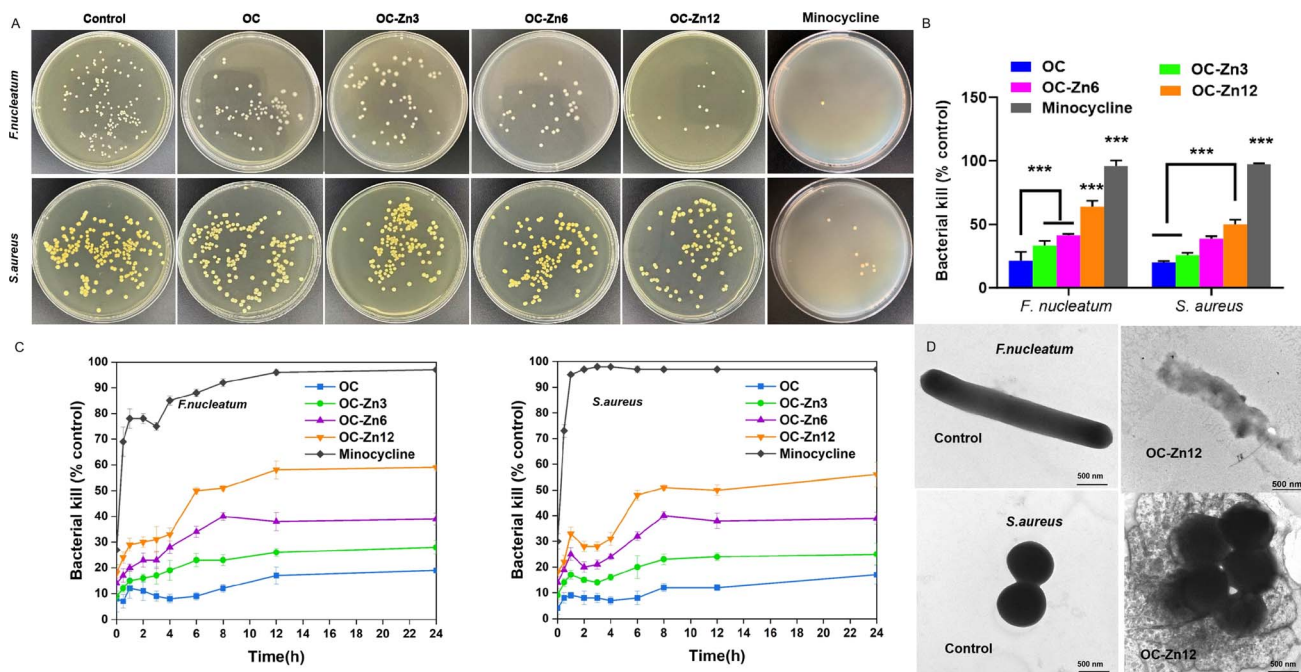 A
Control
OC
OC-Zn3
OC-Zn6
OC-Zn12
Minocycline
F.nucleatum
S.aureus
B
OC
OC-Zn3
OC-Zn6
OC-Zn12
Minocycline
Bacterial kill (% control)
150
100
50
0
***
***
***
***
***
F. nucleatum
S. aureus
C
Bacterial kill (% control)
100
90
80
70
60
50
40
30
20
10
0
F.nucleatum
OC
OC-Zn3
OC-Zn6
OC-Zn12
Minocycline
0 2 4 6 8 10 12 14 16 18 20 22 24
Time(h)
Bacterial kill (% control)
100
90
80
70
60
50
40
30
20
10
0
S.aureus
OC
OC-Zn3
OC-Zn6
OC-Zn12
Minocycline
0 2 4 6 8 10 12 14 16 18 20 22 24
Time(h)
D
F.nucleatum
Control
500 nm
OC-Zn12
500 nm
S.aureus
Control
500 nm
OC-Zn12
500 nm